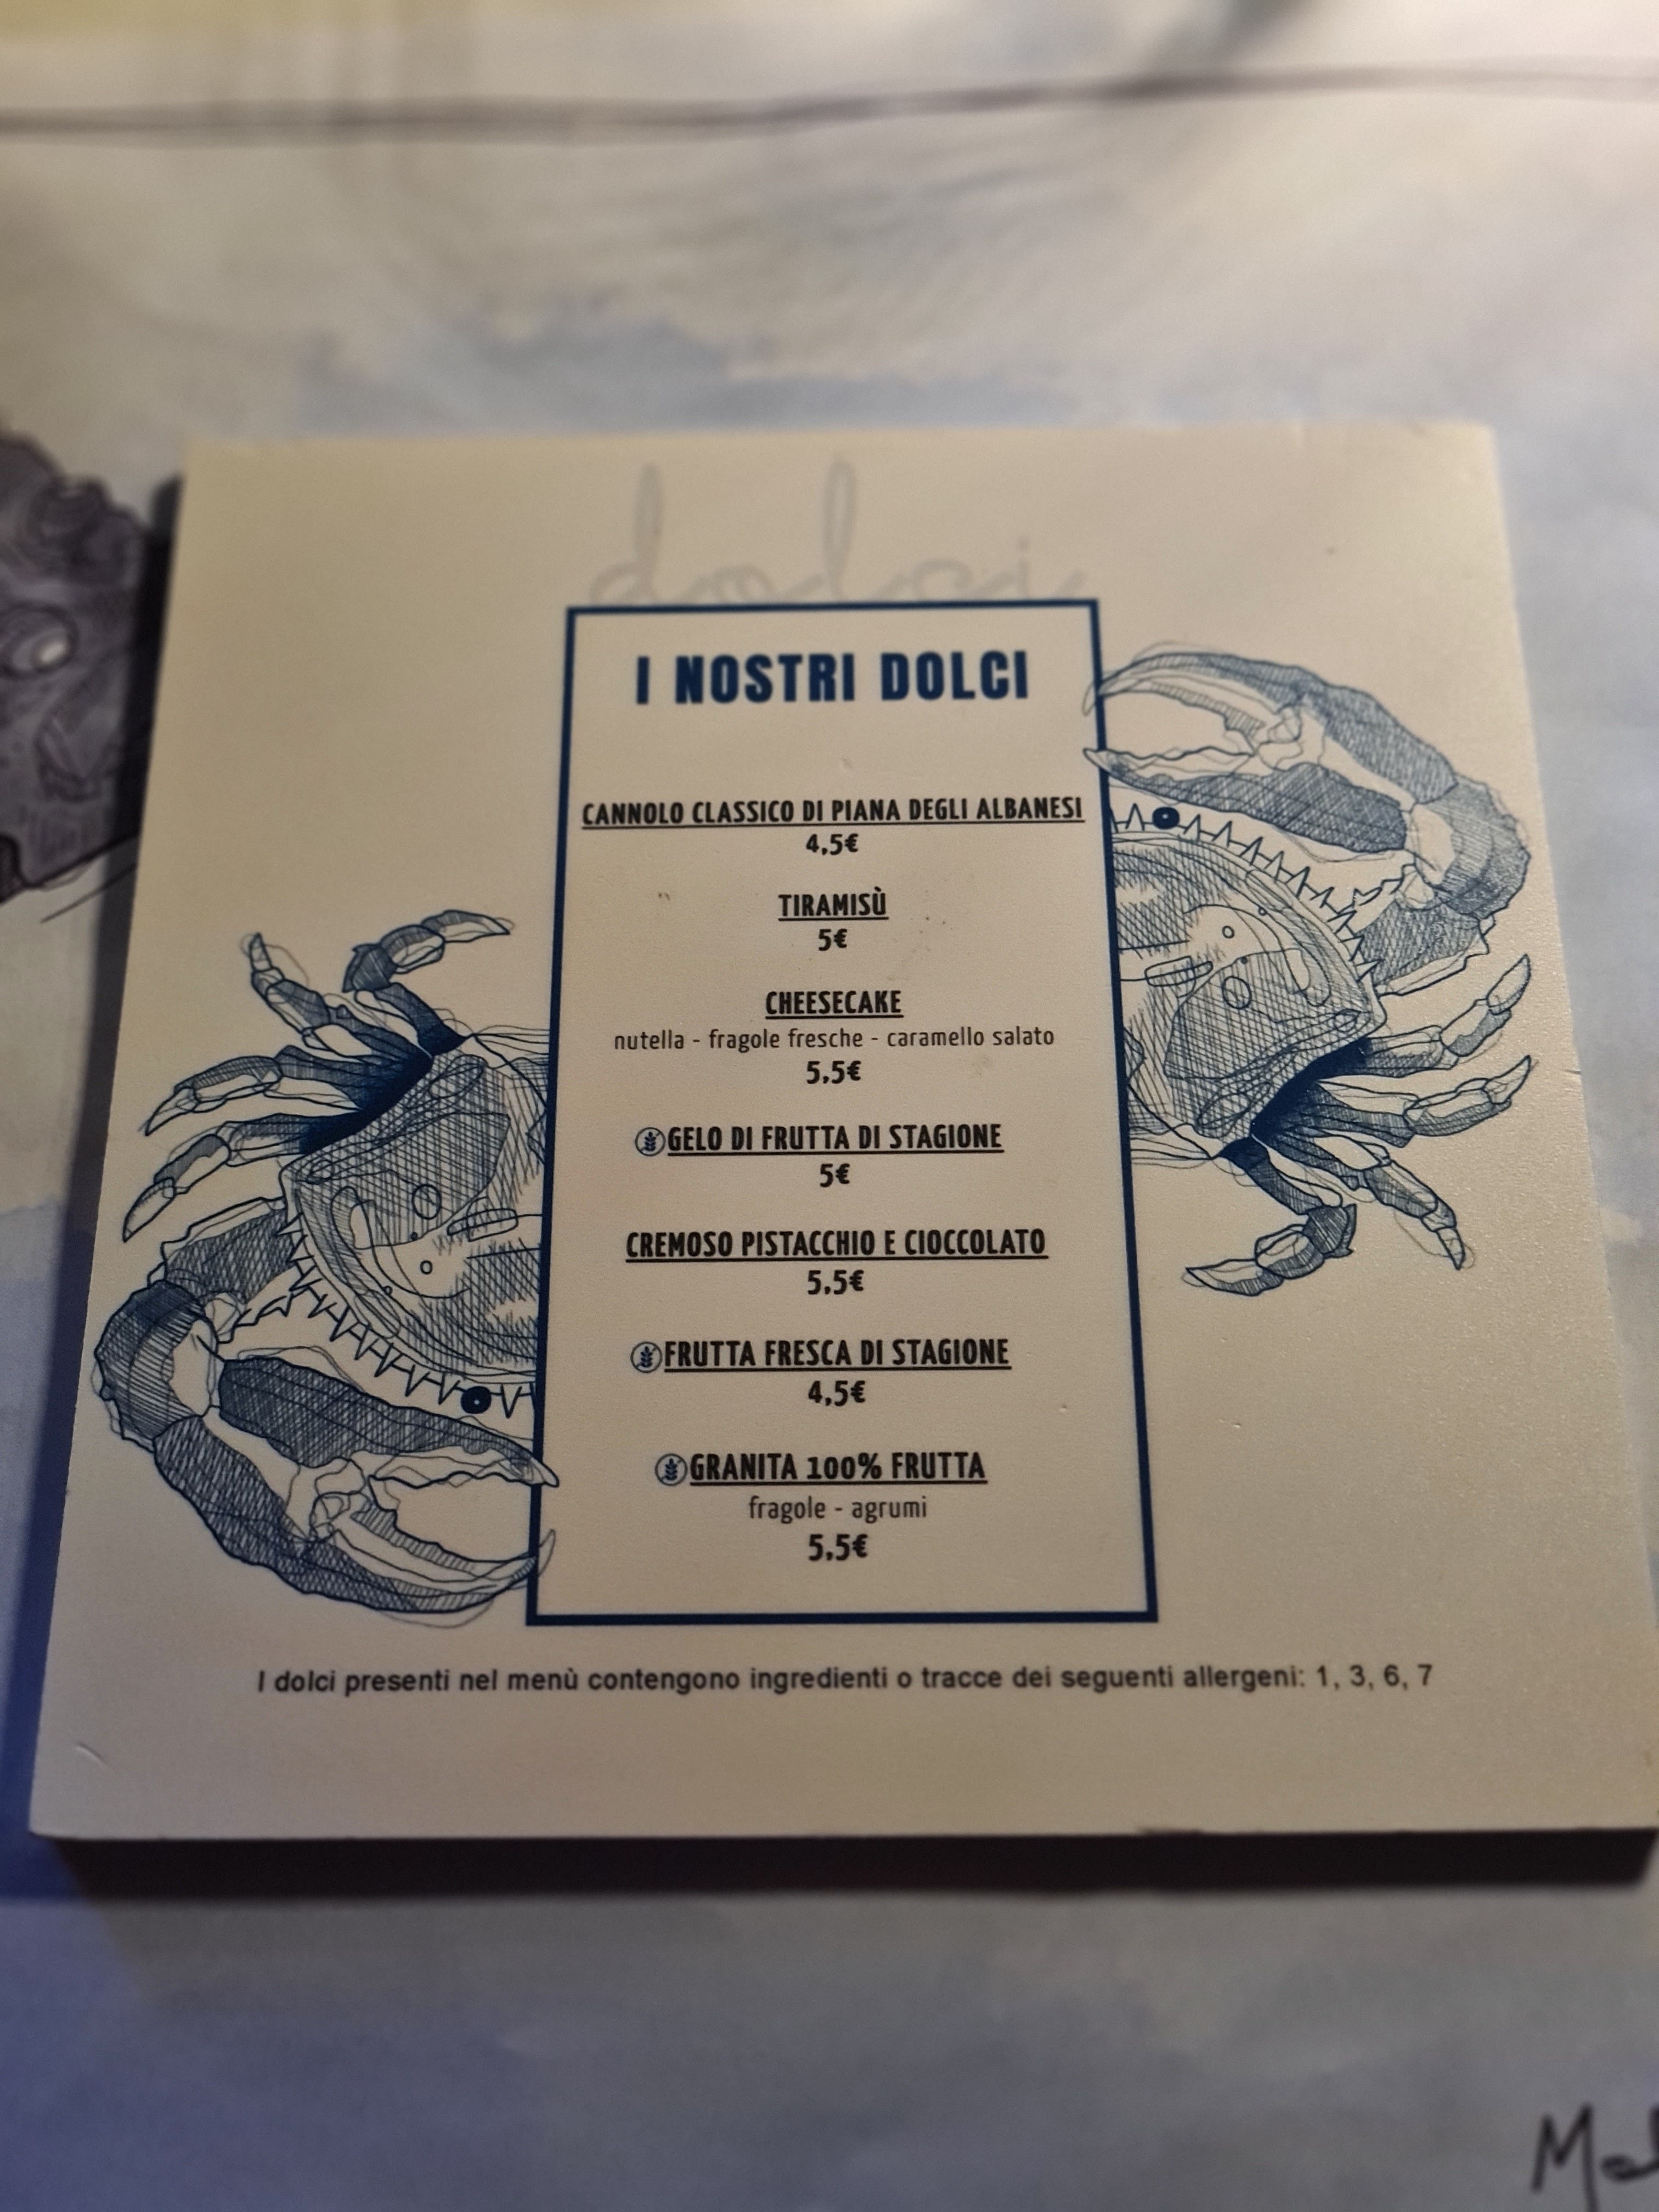 dolci
I NOSTRI DOLCI
CANNOLO CLASSICO DI PIANA DEGLI ALBANESI
4,5€
TIRAMISÙ
5€
CHEESECAKE
nutella - fragole fresche - caramello salato
5,5€
GELO DI FRUTTA DI STAGIONE
5€
CREMOSO PISTACCHIO E CIOCCOLATO
5,5€
FRUTTA FRESCA DI STAGIONE
4,5€
GRANITA 100% FRUTTA
fragole - agrumi
5,5€
I dolci presenti nel menù contengono ingredienti o tracce dei seguenti allergeni: 1, 3, 6, 7